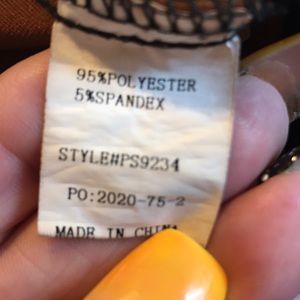 95%POLYESTER
5%SPANDEX
STYLE#PS9234
PO:2020-75-2
MADE IN CHINA